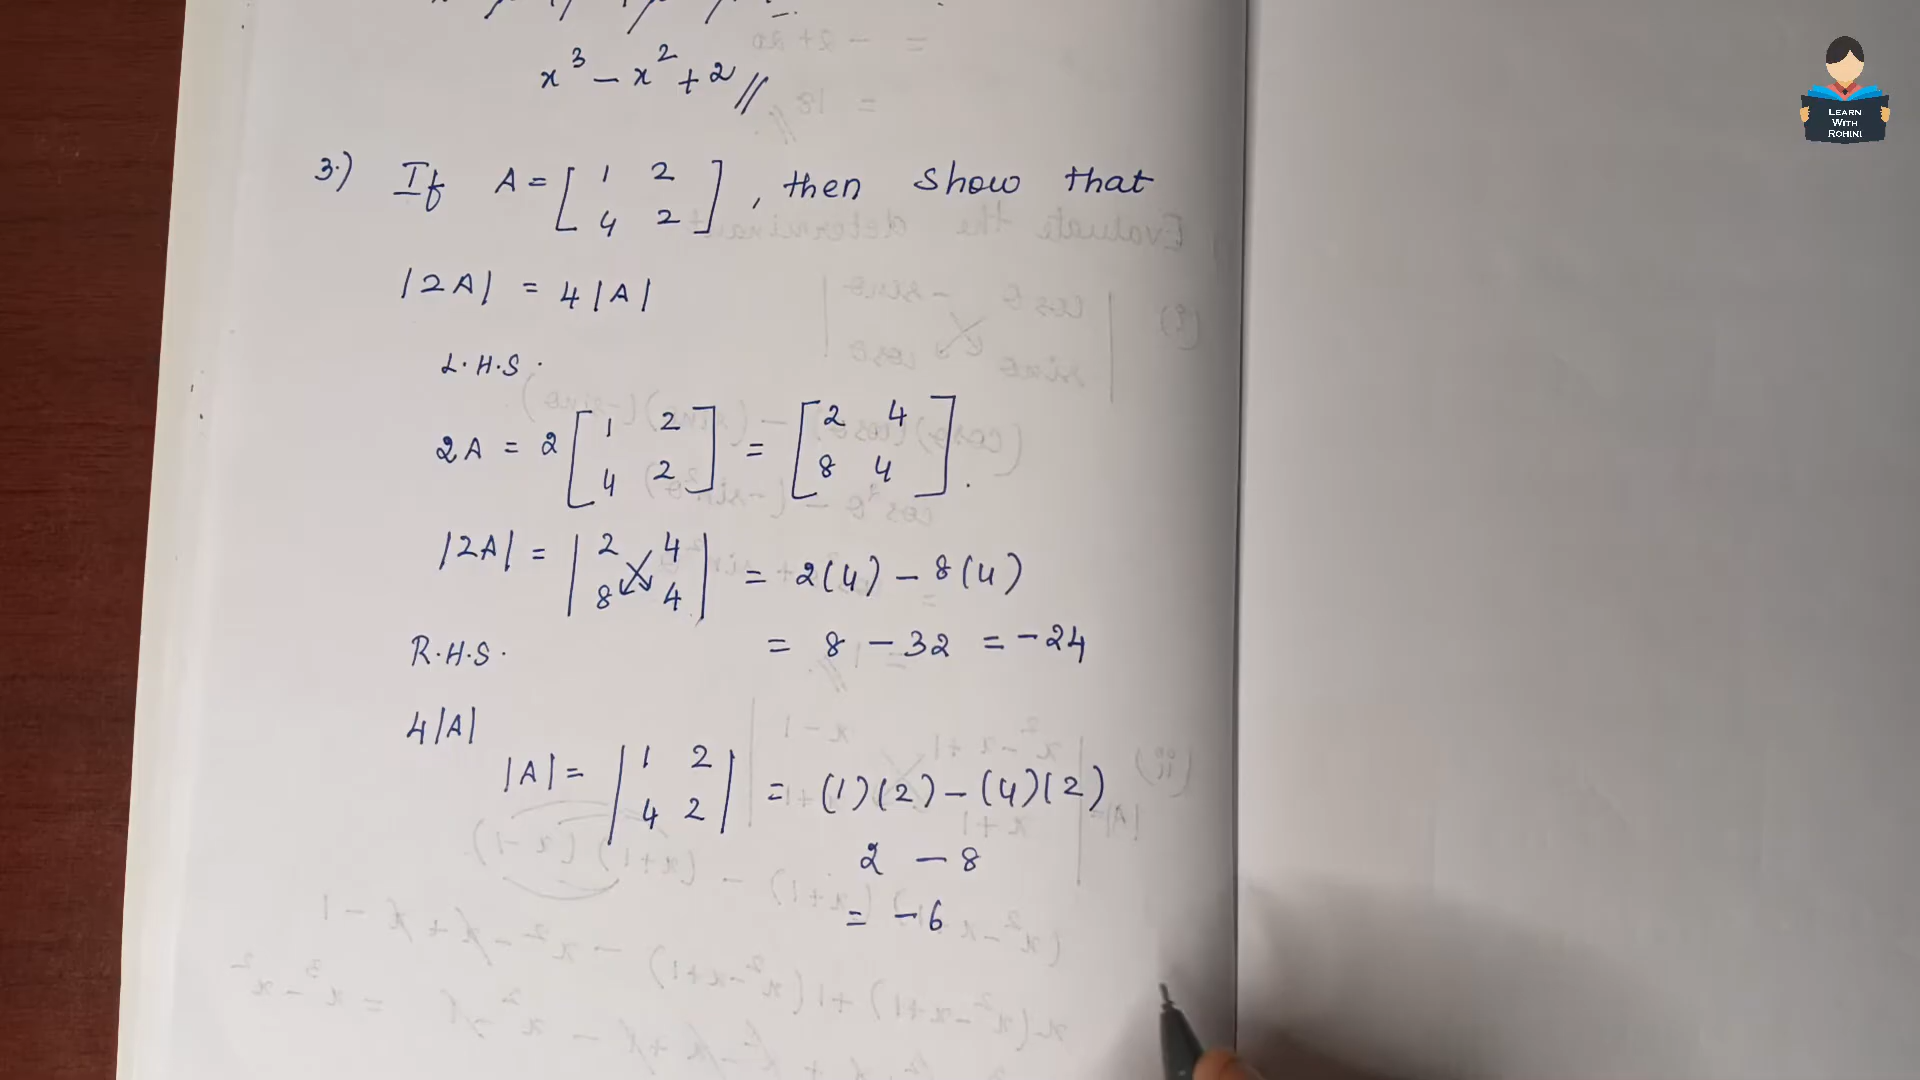 x³ – x² + 2 //
3.) If A = [ 1 2
4 2 ] , then show that
|2A| = 4|A|
L.H.S.
2A = 2 [ 1 2
4 2 ] = [ 2 4
8 4 ] .
|2A| = | 2 4
8 4 | = 2(4) – 8(4)
= 8 – 32 = –24
R.H.S.
4|A|
|A| = | 1 2
4 2 | = (1)(2) – (4)(2)
2 – 8
= –6
LEARN
WITH
ROHINI